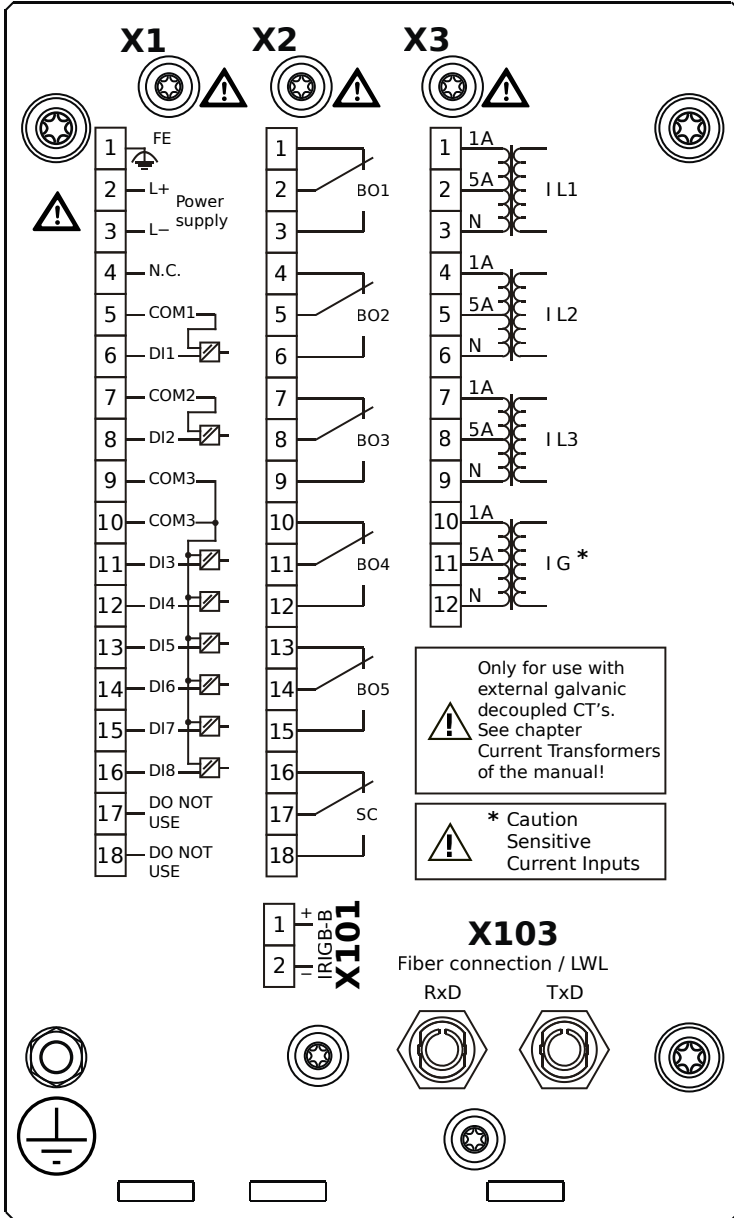 X1
X2
X3
1 FE
2 L+
3 L−
Power
supply
4 N.C.
5 COM1
6 DI1
7 COM2
8 DI2
9 COM3
10 COM3
11 DI3
12 DI4
13 DI5
14 DI6
15 DI7
16 DI8
17 DO NOT
USE
18 DO NOT
USE
1
2 BO1
3
4
5 BO2
6
7
8 BO3
9
10
11 BO4
12
13
14 BO5
15
16
17 SC
18
1 1A
2 5A I L1
3 N
4 1A
5 5A I L2
6 N
7 1A
8 5A I L3
9 N
10 1A
11 5A I G *
12 N
Only for use with
external galvanic
decoupled CT's.
See chapter
Current Transformers
of the manual!
* Caution
Sensitive
Current Inputs
1 +
2 −
IRIGB-B
X101
X103
Fiber connection / LWL
RxD TxD